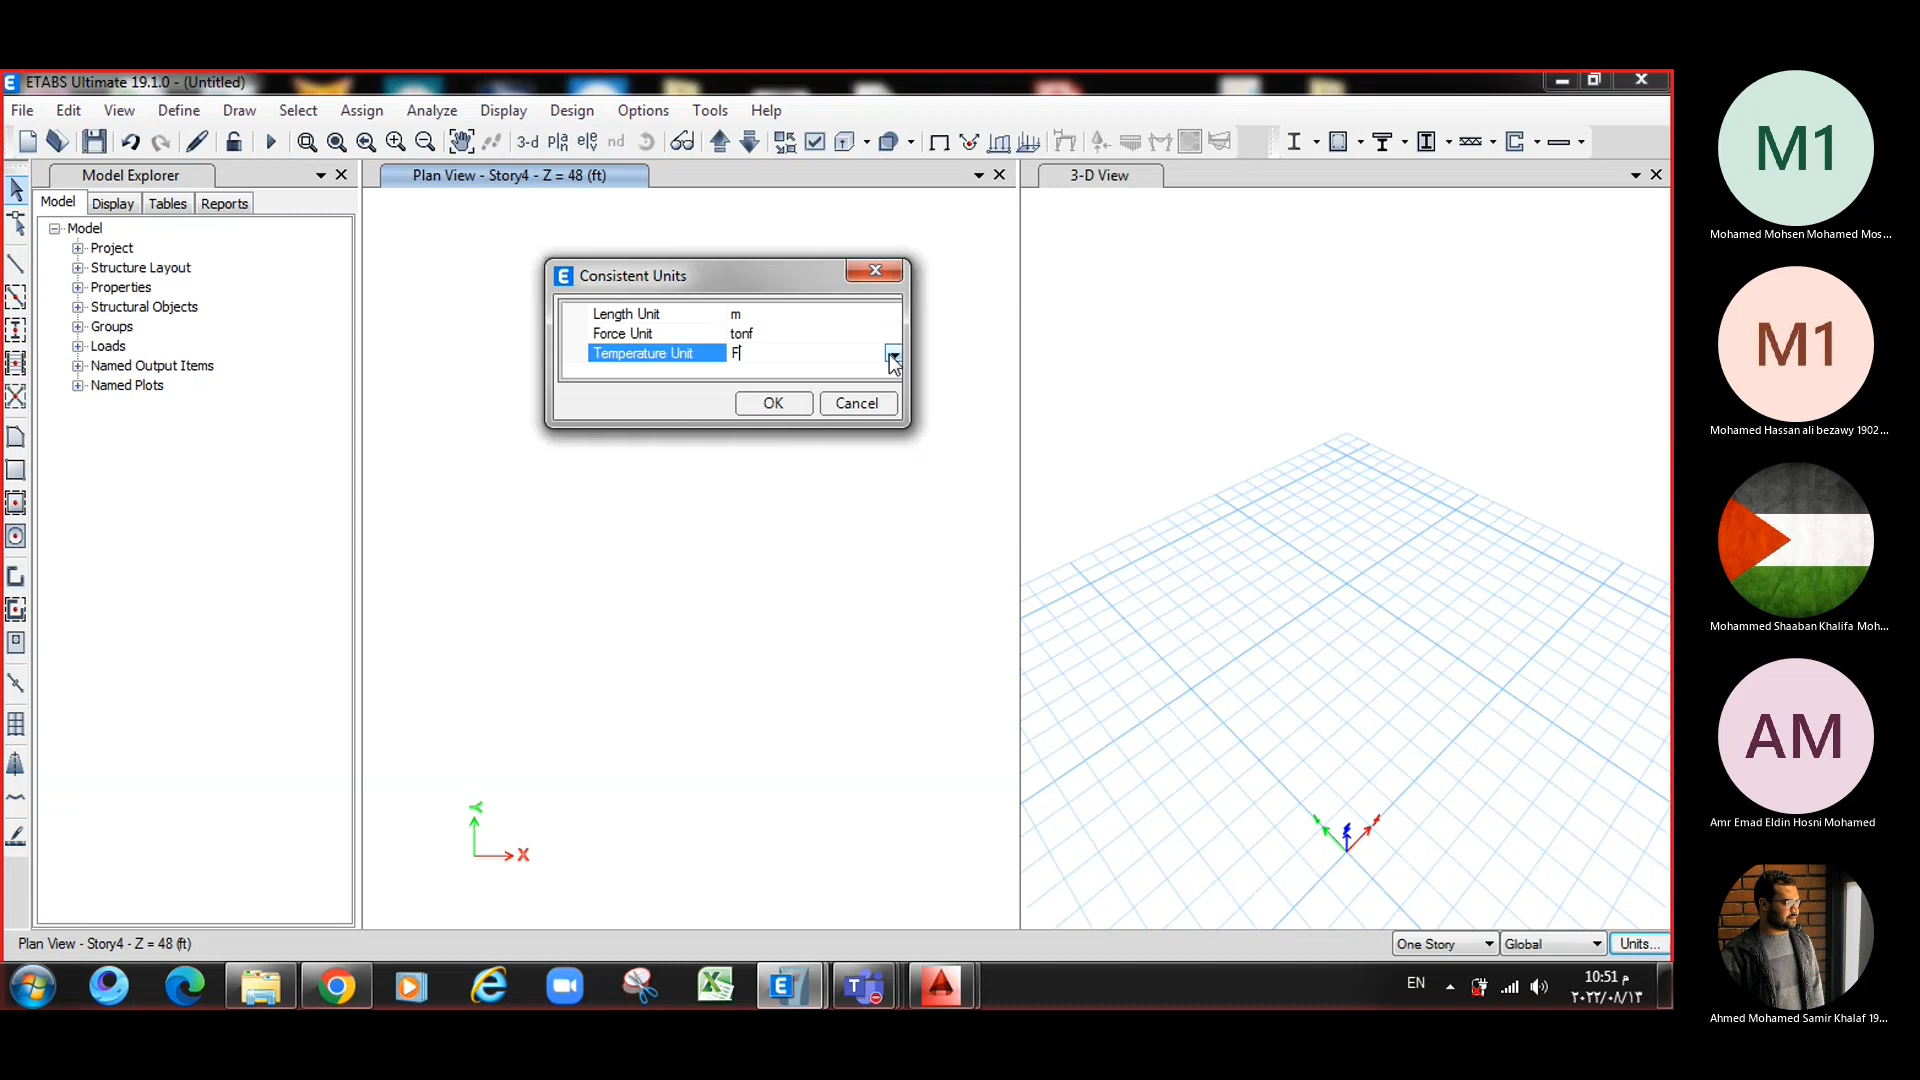 ETABS Ultimate 19.1.0 - (Untitled)
File Edit View Define Draw Select Assign Analyze Display Design Options Tools Help
3-d Pla ele nd
Model Explorer
Plan View - Story4 - Z = 48 (ft)
3-D View
Model Display Tables Reports
Model
Project
Structure Layout
Properties
Structural Objects
Groups
Loads
Named Output Items
Named Plots
Consistent Units
Length Unit m
Force Unit tonf
Temperature Unit F
OK Cancel
Y
X
Plan View - Story4 - Z = 48 (ft)
One Story Global Units...
EN
10:51 م
٢٠٢٢/٠٨/١٣
M1
Mohamed Mohsen Mohamed Mos...
M1
Mohamed Hassan ali bezawy 1902...
Mohammed Shaaban Khalifa Moh...
AM
Amr Emad Eldin Hosni Mohamed
Ahmed Mohamed Samir Khalaf 19...